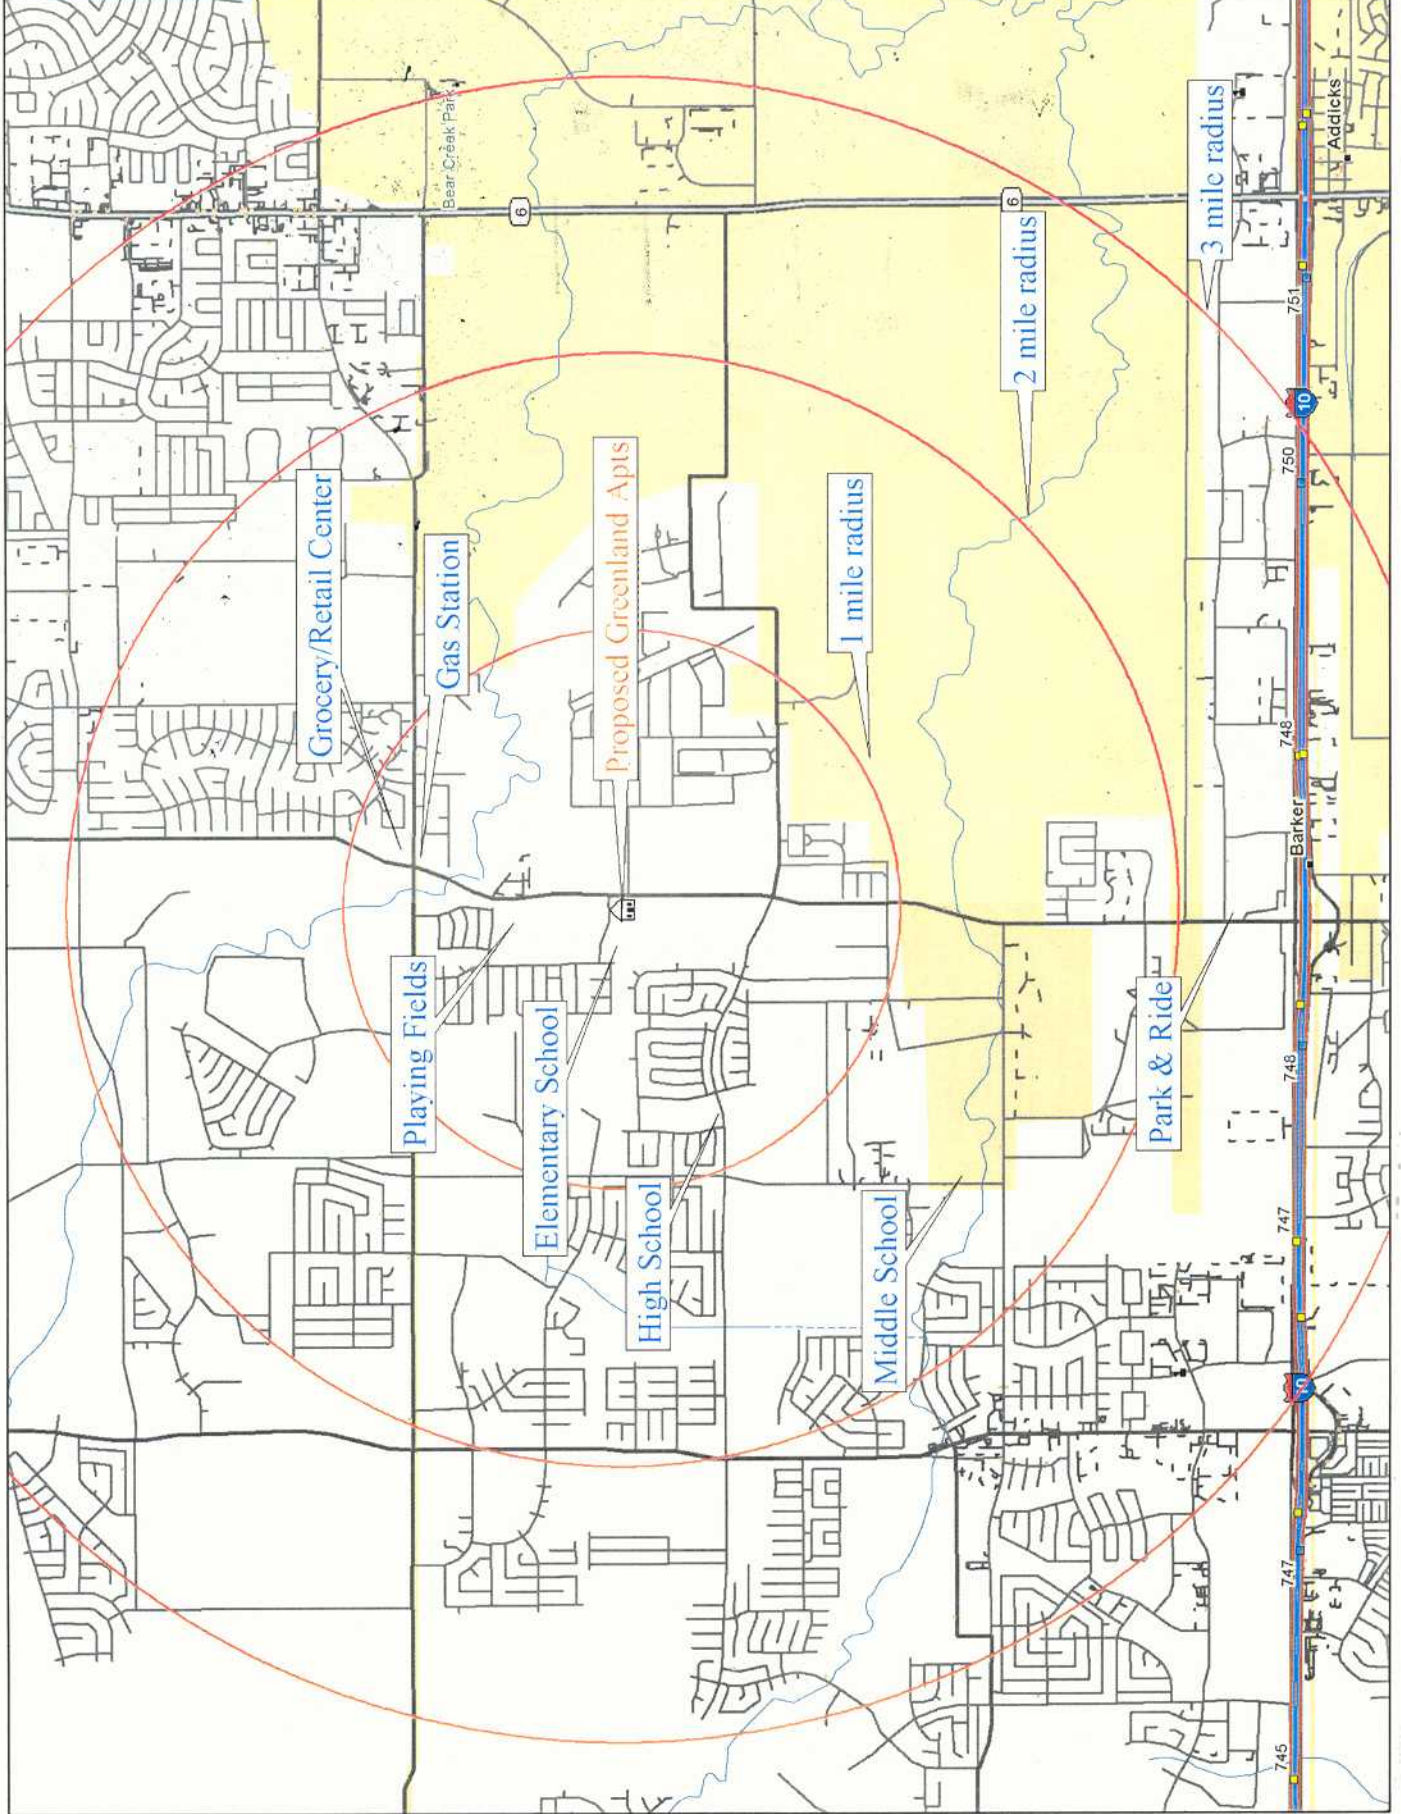 Bear Creek Park
6
Addicks
3 mile radius
6
2 mile radius
751
10
750
Grocery/Retail Center
Gas Station
Proposed Greenland Apts
1 mile radius
748
Barker
Playing Fields
Elementary School
High School
Middle School
Park & Ride
748
747
10
747
745